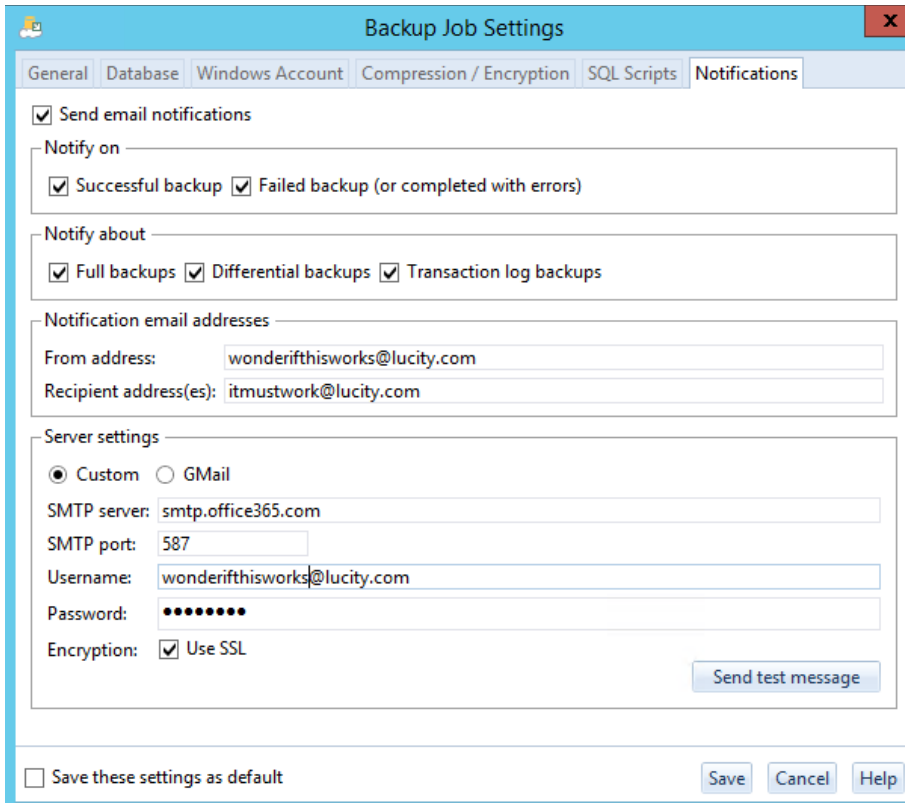 Backup Job Settings
x
General Database Windows Account Compression / Encryption SQL Scripts Notifications
Send email notifications
Notify on
Successful backup Failed backup (or completed with errors)
Notify about
Full backups Differential backups Transaction log backups
Notification email addresses
From address: wonderifthisworks@lucity.com
Recipient address(es): itmustwork@lucity.com
Server settings
Custom GMail
SMTP server: smtp.office365.com
SMTP port: 587
Username: wonderifthisworks@lucity.com
Password: ••••••••
Encryption: Use SSL
Send test message
Save these settings as default Save Cancel Help